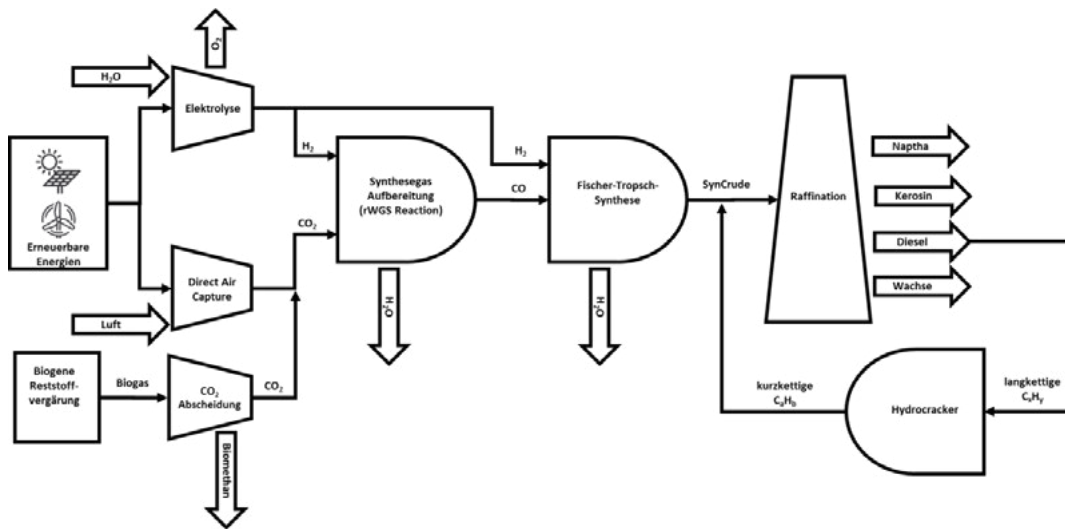 O₂
H₂O
Elektrolyse
H₂
H₂
Synthesegas
Aufbereitung
(rWGS Reaction)
CO
Fischer-Tropsch-
Synthese
SynCrude
Raffination
Naptha
Kerosin
Diesel
Wachse
Erneuerbare
Energien
CO₂
Direct Air
Capture
Luft
H₂O
H₂O
Biogene
Reststoff-
vergärung
Biogas
CO₂
Abscheidung
CO₂
Biomethan
kurzkettige
CₐHᵦ
Hydrocracker
langkettige
CₓHᵧ